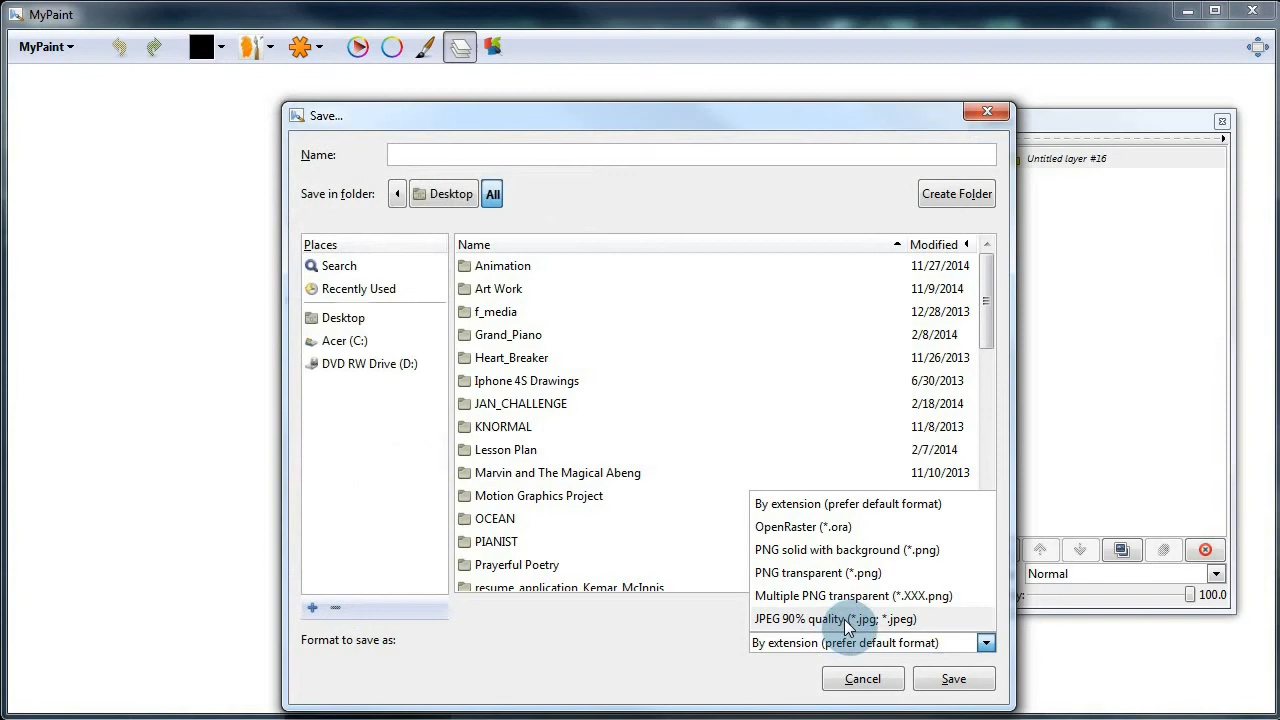 MyPaint
MyPaint
Save...
Name:
Save in folder:
Desktop
All
Create Folder
Untitled layer #16
Places
Search
Recently Used
Desktop
Acer (C:)
DVD RW Drive (D:)
Name
Modified
Animation 11/27/2014
Art Work 11/9/2014
f_media 12/28/2013
Grand_Piano 2/8/2014
Heart_Breaker 11/26/2013
Iphone 4S Drawings 6/30/2013
JAN_CHALLENGE 2/18/2014
KNORMAL 11/8/2013
Lesson Plan 2/7/2014
Marvin and The Magical Abeng 11/10/2013
Motion Graphics Project
OCEAN
PIANIST
Prayerful Poetry
resume_application_Kemar_McInnis
By extension (prefer default format)
OpenRaster (*.ora)
PNG solid with background (*.png)
PNG transparent (*.png)
Multiple PNG transparent (*.XXX.png)
JPEG 90% quality (*.jpg; *.jpeg)
Format to save as:
By extension (prefer default format)
Cancel
Save
Normal
100.0